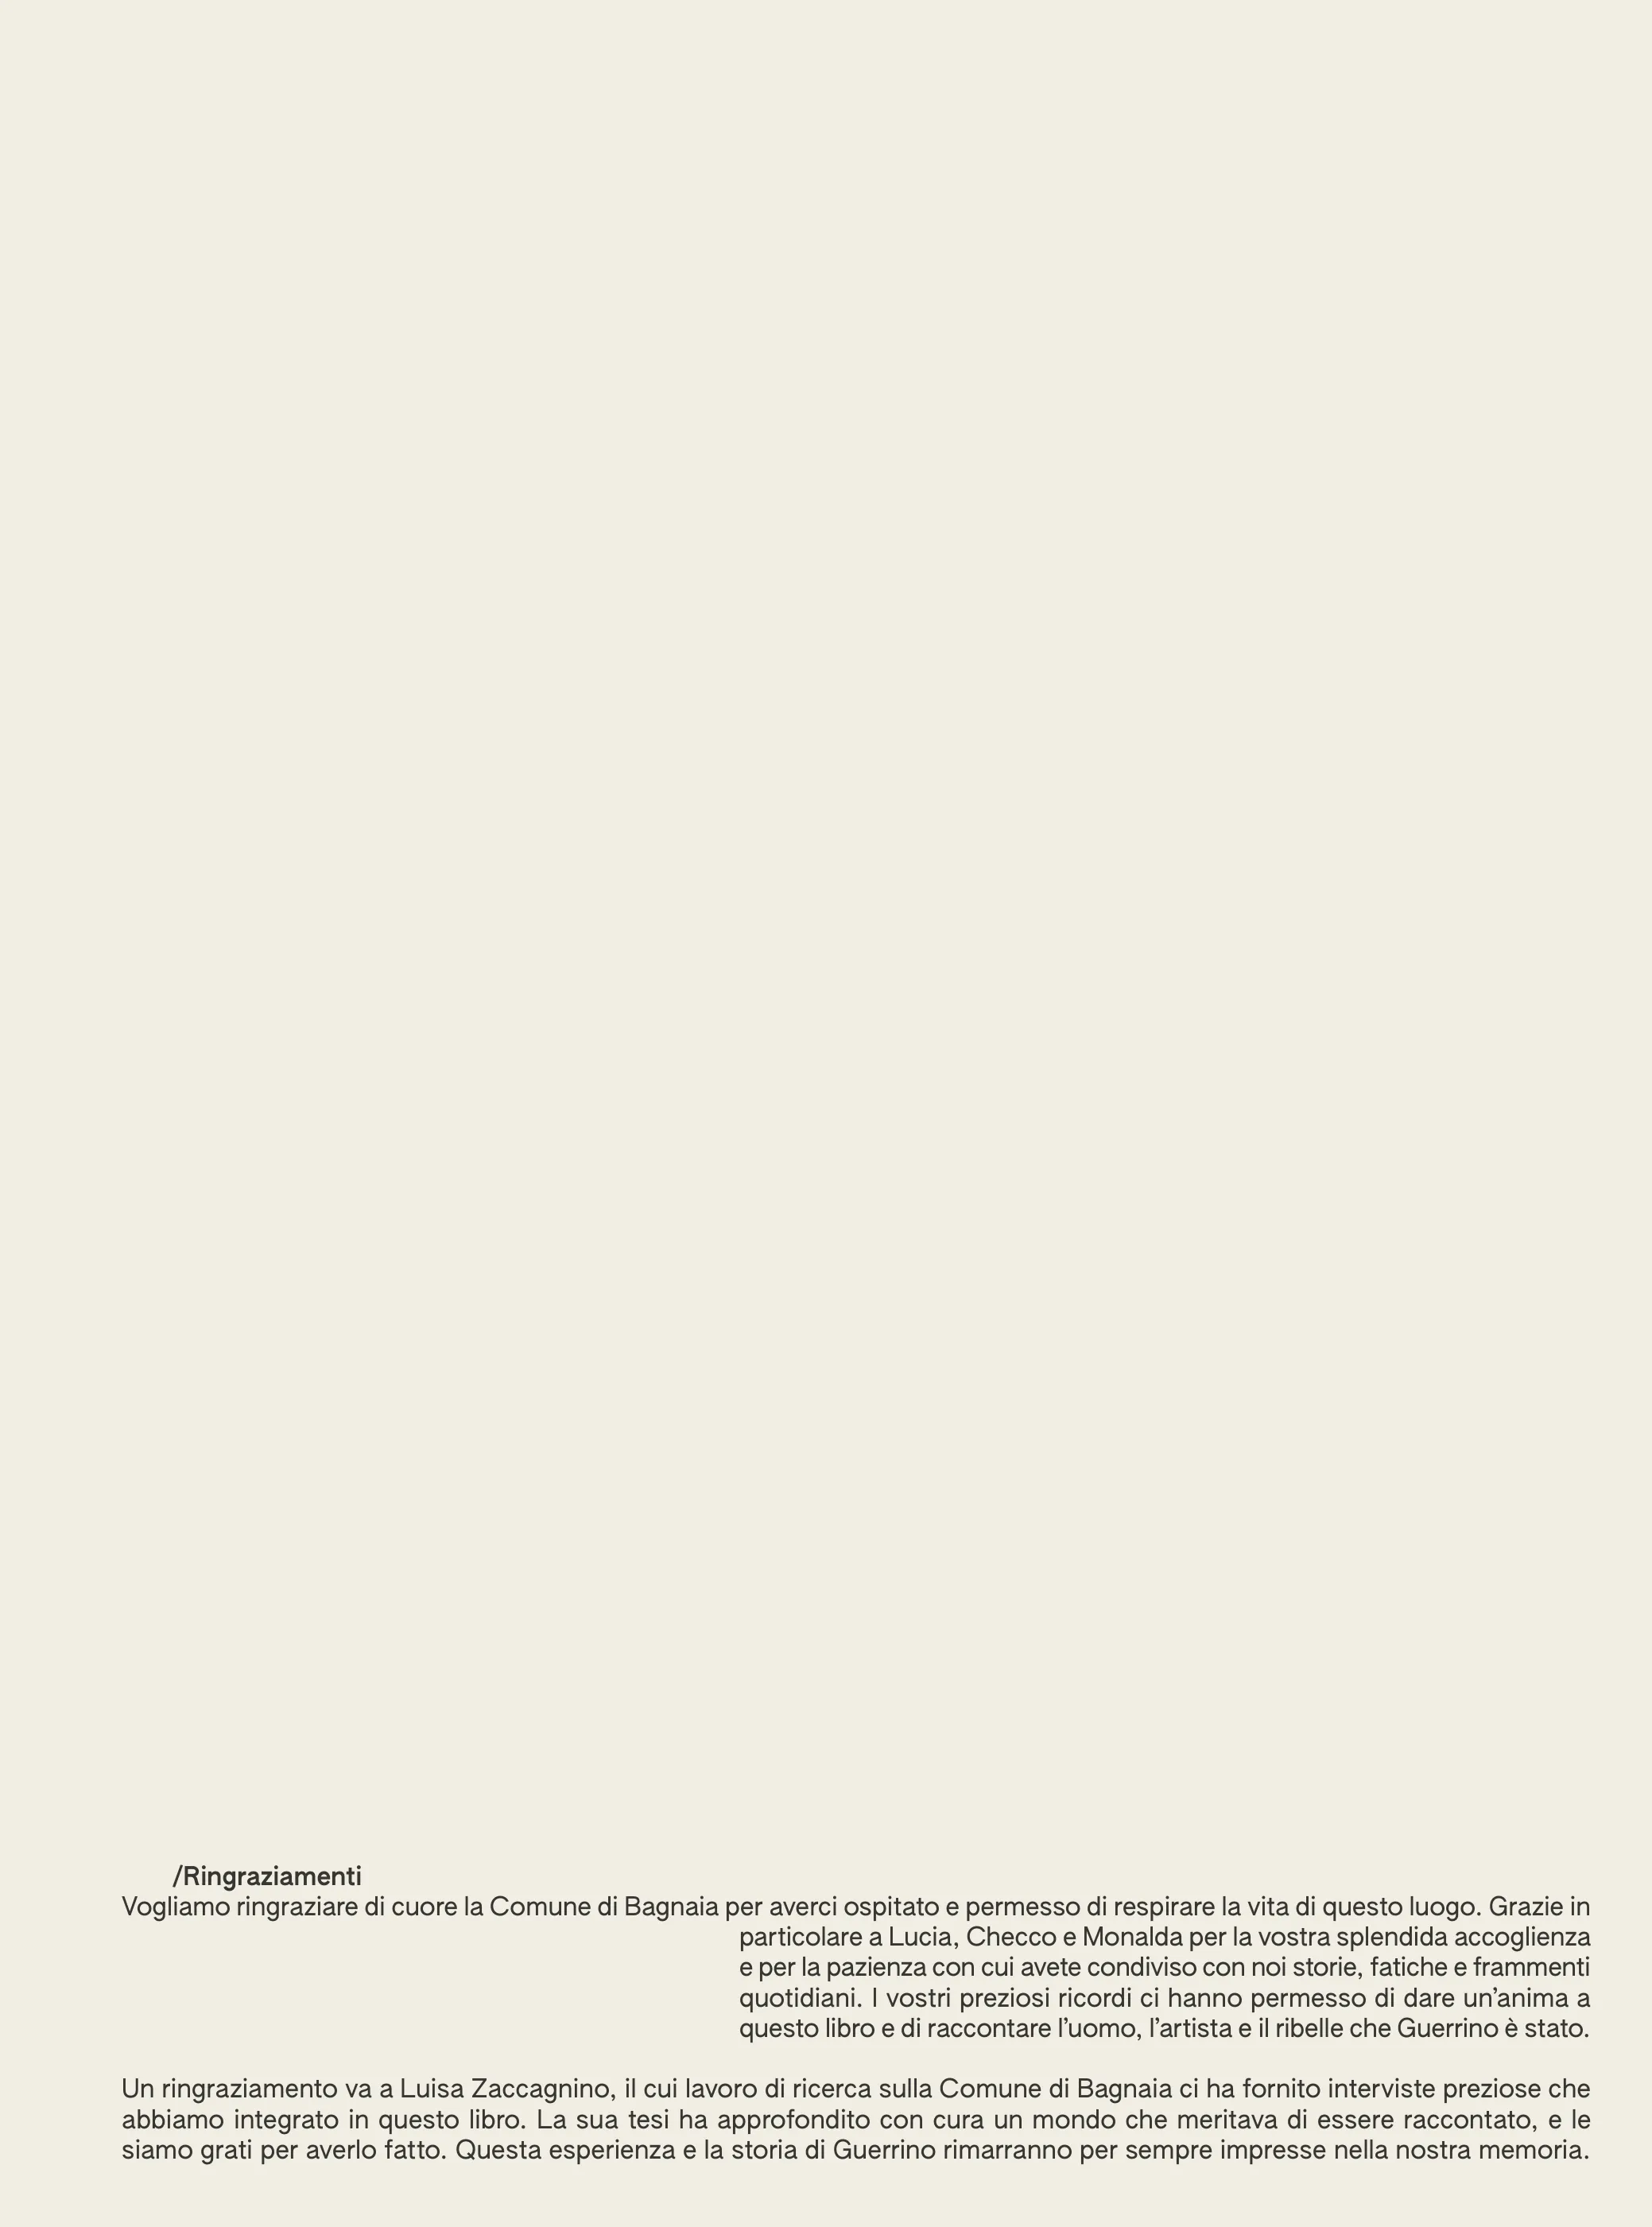 /Ringraziamenti
Vogliamo ringraziare di cuore la Comune di Bagnaia per averci ospitato e permesso di respirare la vita di questo luogo. Grazie in
particolare a Lucia, Checco e Monalda per la vostra splendida accoglienza
e per la pazienza con cui avete condiviso con noi storie, fatiche e frammenti
quotidiani. I vostri preziosi ricordi ci hanno permesso di dare un’anima a
questo libro e di raccontare l’uomo, l’artista e il ribelle che Guerrino è stato.
Un ringraziamento va a Luisa Zaccagnino, il cui lavoro di ricerca sulla Comune di Bagnaia ci ha fornito interviste preziose che
abbiamo integrato in questo libro. La sua tesi ha approfondito con cura un mondo che meritava di essere raccontato, e le
siamo grati per averlo fatto. Questa esperienza e la storia di Guerrino rimarranno per sempre impresse nella nostra memoria.